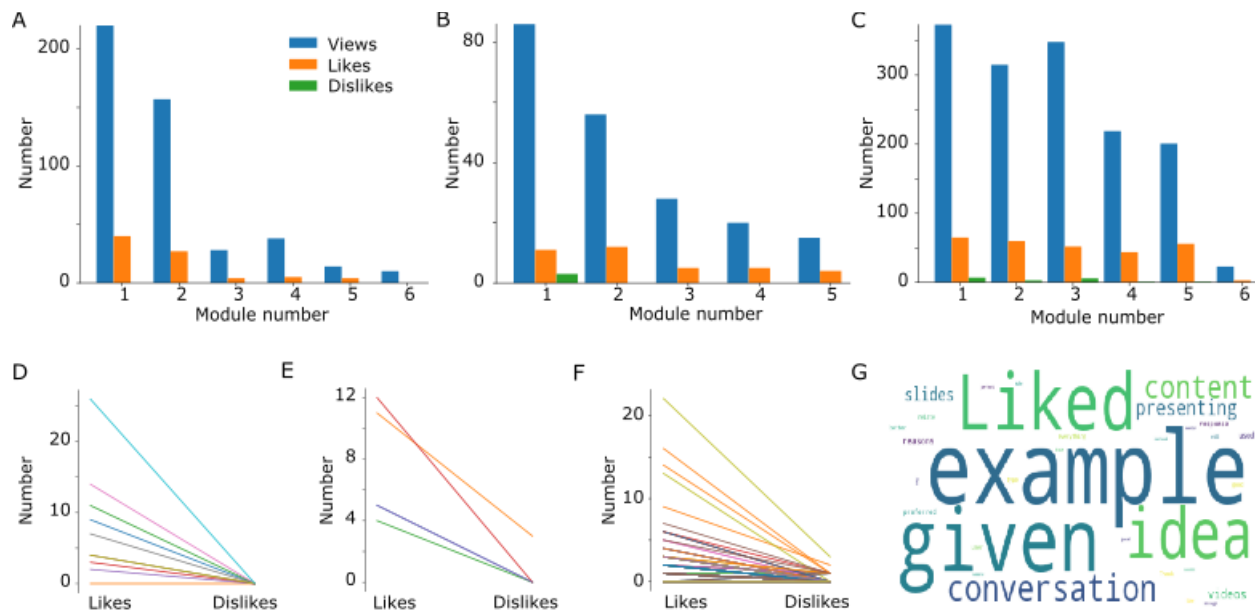 A
Number
200
100
0
1 2 3 4 5 6
Module number
Views
Likes
Dislikes
B
Number
80
40
0
1 2 3 4 5
Module number
C
Number
300
200
100
0
1 2 3 4 5 6
Module number
D
Number
20
10
0
Likes Dislikes
E
Number
12
8
4
0
Likes Dislikes
F
Number
20
10
0
Likes Dislikes
G
slides Liked content
presenting
reasons response used
example
preferred
given idea
conversation videos